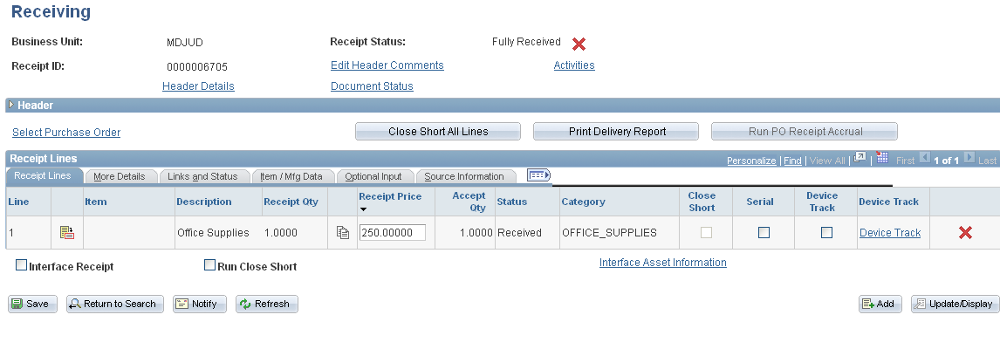 Receiving
Business Unit: MDJUD Receipt Status: Fully Received
Receipt ID: 0000006705 Edit Header Comments Activities
Header Details Document Status
Header
Select Purchase Order Close Short All Lines Print Delivery Report Run PO Receipt Accrual
Receipt Lines Personalize | Find | View All | | First 1 of 1 Last
Receipt Lines More Details Links and Status Item / Mfg Data Optional Input Source Information
Line Item Description Receipt Qty Receipt Price Accept Qty Status Category Close Short Serial Device Track Device Track
1 Office Supplies 1.0000 250.00000 1.0000 Received OFFICE_SUPPLIES Device Track
Interface Receipt Run Close Short Interface Asset Information
Save Return to Search Notify Refresh Add Update/Display